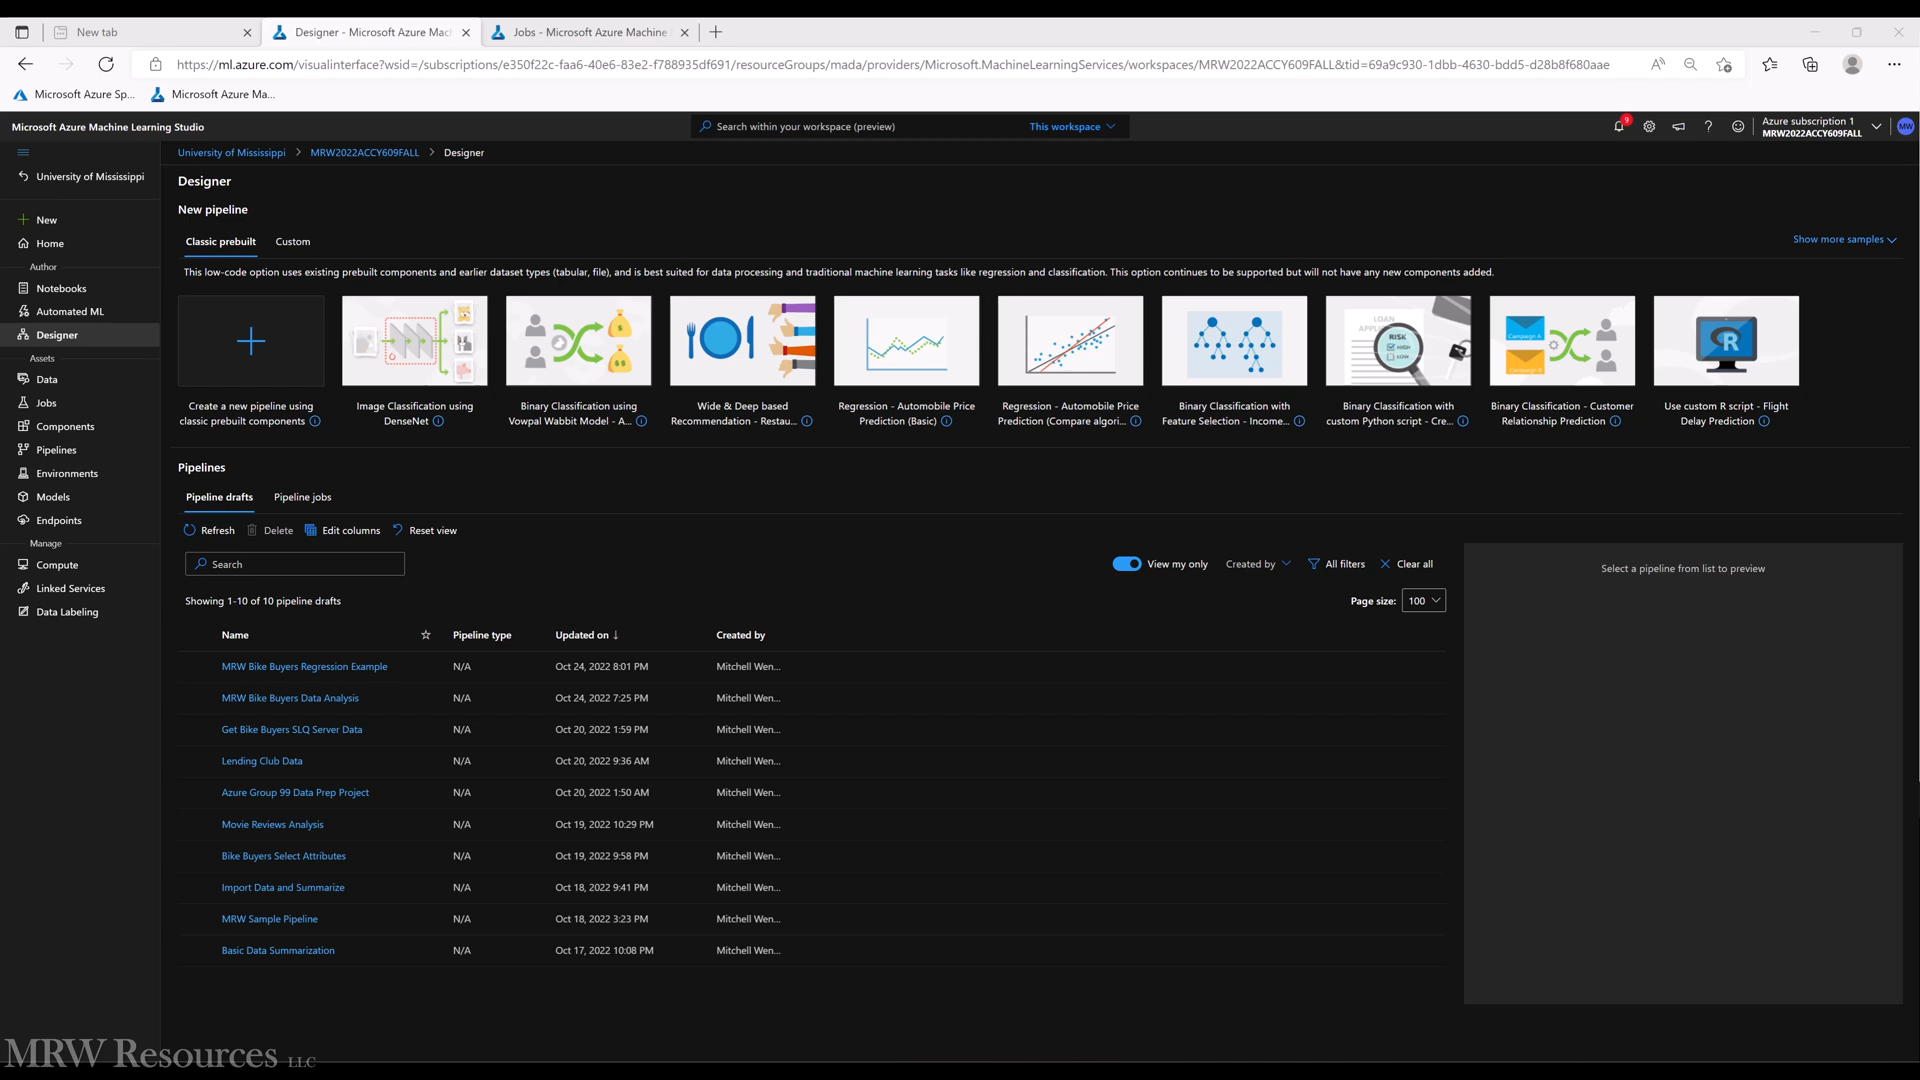 New tab
Designer - Microsoft Azure Mac
Jobs - Microsoft Azure Machine
https://ml.azure.com/visualinterface?wsid=/subscriptions/e350f22c-faa6-40e6-83e2-f788935df691/resourceGroups/mada/providers/Microsoft.MachineLearningServices/workspaces/MRW2022ACCY609FALL&tid=69a9c930-1dbb-4630-bdd5-d28b8f680aae
Microsoft Azure Sp...
Microsoft Azure Ma...
Microsoft Azure Machine Learning Studio
Search within your workspace (preview)
This workspace
9
Azure subscription 1
MRW2022ACCY609FALL
MW
University of Mississippi
MRW2022ACCY609FALL
Designer
University of Mississippi
New
Home
Author
Notebooks
Automated ML
Designer
Assets
Data
Jobs
Components
Pipelines
Environments
Models
Endpoints
Manage
Compute
Linked Services
Data Labeling
Designer
New pipeline
Classic prebuilt
Custom
Show more samples
This low-code option uses existing prebuilt components and earlier dataset types (tabular, file), and is best suited for data processing and traditional machine learning tasks like regression and classification. This option continues to be supported but will not have any new components added.
LOAN
RISK
HIGH
LOW
Campaign A
R
Create a new pipeline using
classic prebuilt components
Image Classification using
DenseNet
Binary Classification using
Vowpal Wabbit Model - A...
Wide & Deep based
Recommendation - Restau...
Regression - Automobile Price
Prediction (Basic)
Regression - Automobile Price
Prediction (Compare algori...
Binary Classification with
Feature Selection - Income...
Binary Classification with
custom Python script - Cre...
Binary Classification - Customer
Relationship Prediction
Use custom R script - Flight
Delay Prediction
Pipelines
Pipeline drafts
Pipeline jobs
Refresh
Delete
Edit columns
Reset view
Search
View my only
Created by
All filters
Clear all
Select a pipeline from list to preview
Showing 1-10 of 10 pipeline drafts
Page size:
100
Name Pipeline type Updated on Created by
MRW Bike Buyers Regression Example N/A Oct 24, 2022 8:01 PM Mitchell Wen...
MRW Bike Buyers Data Analysis N/A Oct 24, 2022 7:25 PM Mitchell Wen...
Get Bike Buyers SLQ Server Data N/A Oct 20, 2022 1:59 PM Mitchell Wen...
Lending Club Data N/A Oct 20, 2022 9:36 AM Mitchell Wen...
Azure Group 99 Data Prep Project N/A Oct 20, 2022 1:50 AM Mitchell Wen...
Movie Reviews Analysis N/A Oct 19, 2022 10:29 PM Mitchell Wen...
Bike Buyers Select Attributes N/A Oct 19, 2022 9:58 PM Mitchell Wen...
Import Data and Summarize N/A Oct 18, 2022 9:41 PM Mitchell Wen...
MRW Sample Pipeline N/A Oct 18, 2022 3:23 PM Mitchell Wen...
Basic Data Summarization N/A Oct 17, 2022 10:08 PM Mitchell Wen...
MRW Resources LLC